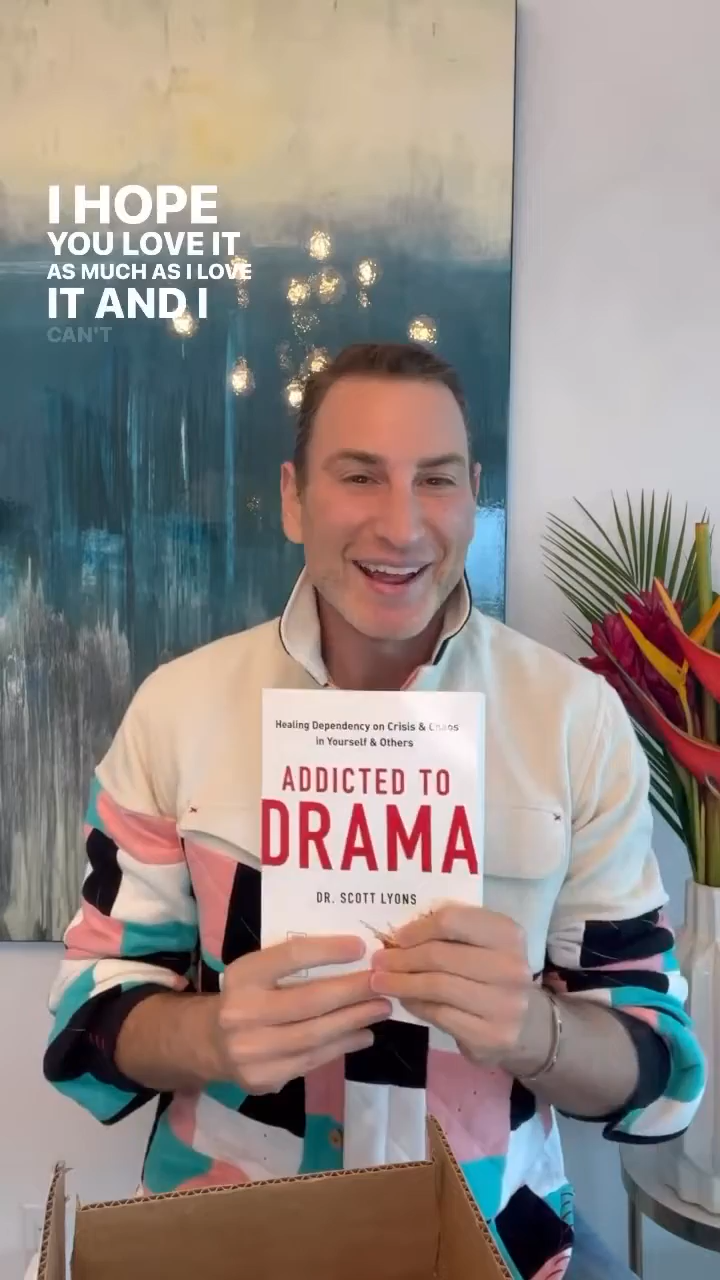 I HOPE
YOU LOVE IT
AS MUCH AS I LOVE
IT AND I
CAN'T
Healing Dependency on Crisis & Chaos
in Yourself & Others
ADDICTED TO
DRAMA
DR. SCOTT LYONS